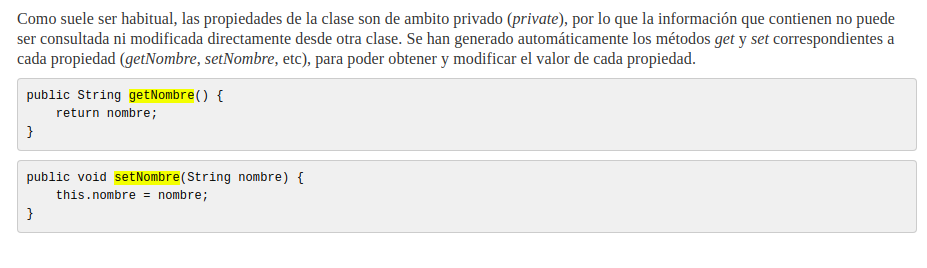 Como suele ser habitual, las propiedades de la clase son de ambito privado (private), por lo que la información que contienen no puede
ser consultada ni modificada directamente desde otra clase. Se han generado automáticamente los métodos get y set correspondientes a
cada propiedad (getNombre, setNombre, etc), para poder obtener y modificar el valor de cada propiedad.
public String getNombre() {
    return nombre;
}
public void setNombre(String nombre) {
    this.nombre = nombre;
}